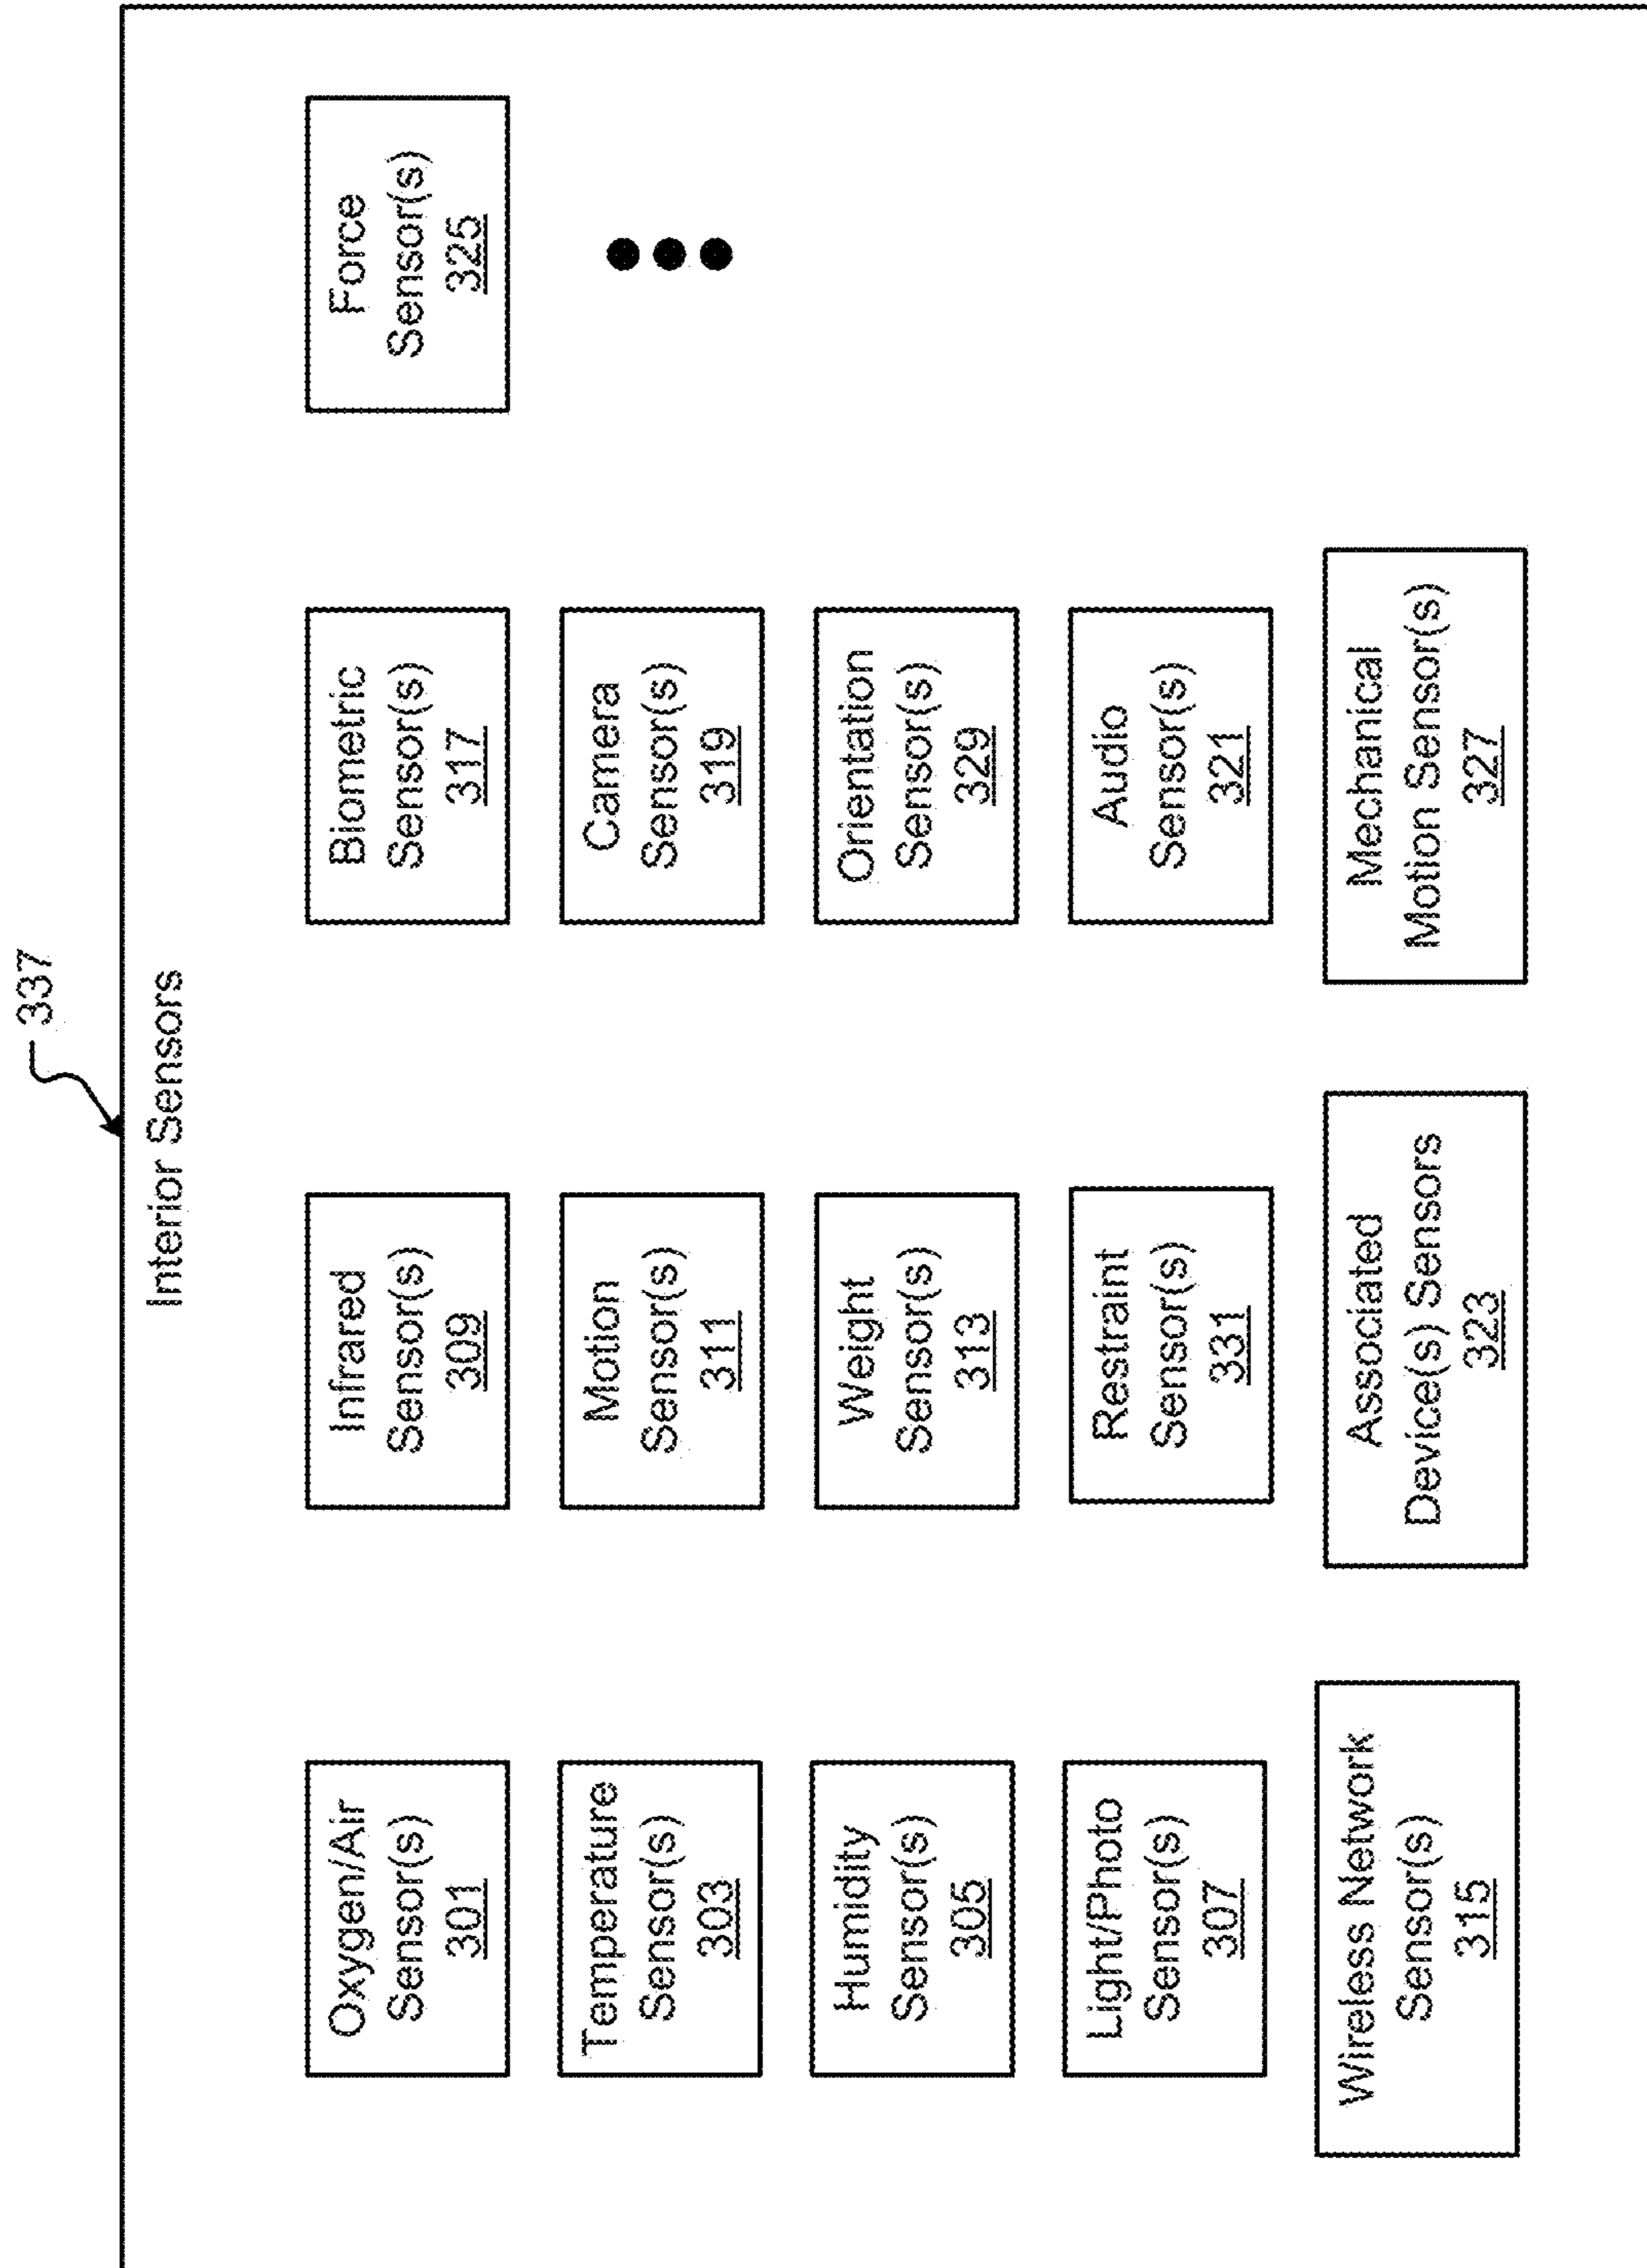 337
Interior Sensors
Oxygen/Air
Sensor(s)
301
Temperature
Sensor(s)
303
Humidity
Sensor(s)
305
Light/Photo
Sensor(s)
307
Wireless Network
Sensor(s)
315
Infrared
Sensor(s)
309
Motion
Sensor(s)
311
Weight
Sensor(s)
313
Restraint
Sensor(s)
331
Associated
Device(s) Sensors
323
Biometric
Sensor(s)
317
Camera
Sensor(s)
319
Orientation
Sensor(s)
329
Audio
Sensor(s)
321
Mechanical
Motion Sensor(s)
327
Force
Sensor(s)
325